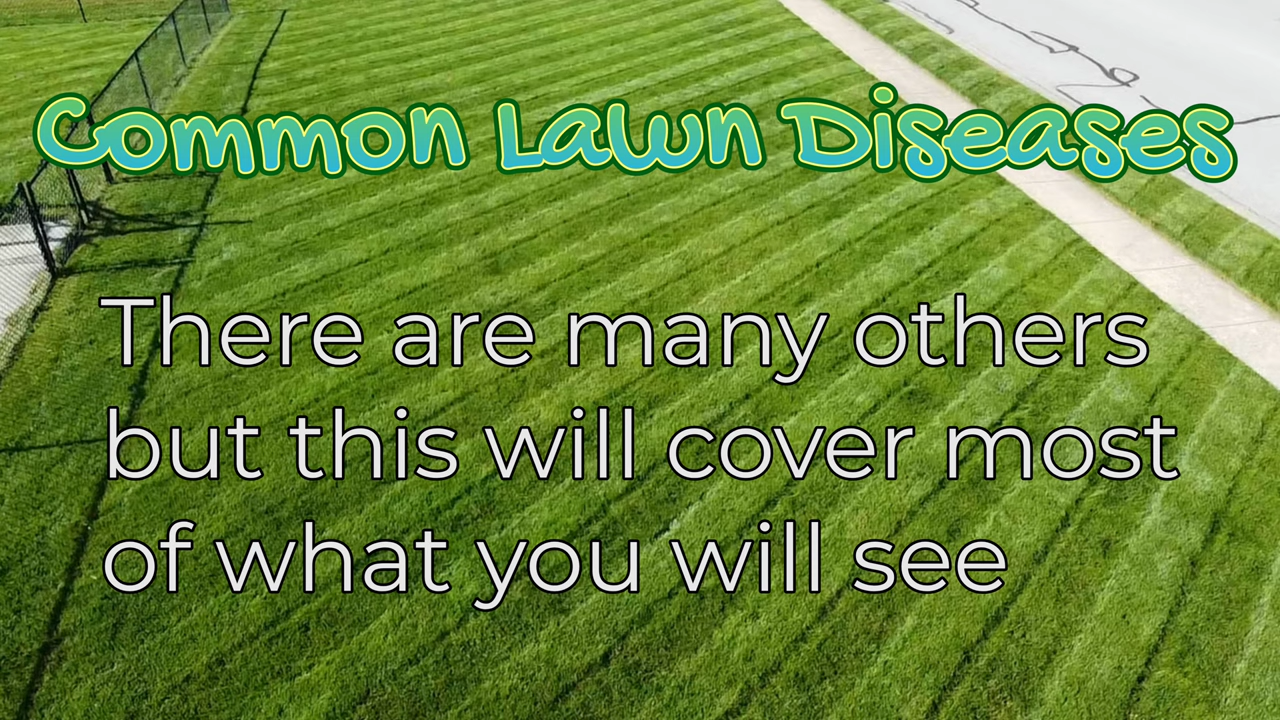 Common Lawn Diseases
There are many others
but this will cover most
of what you will see